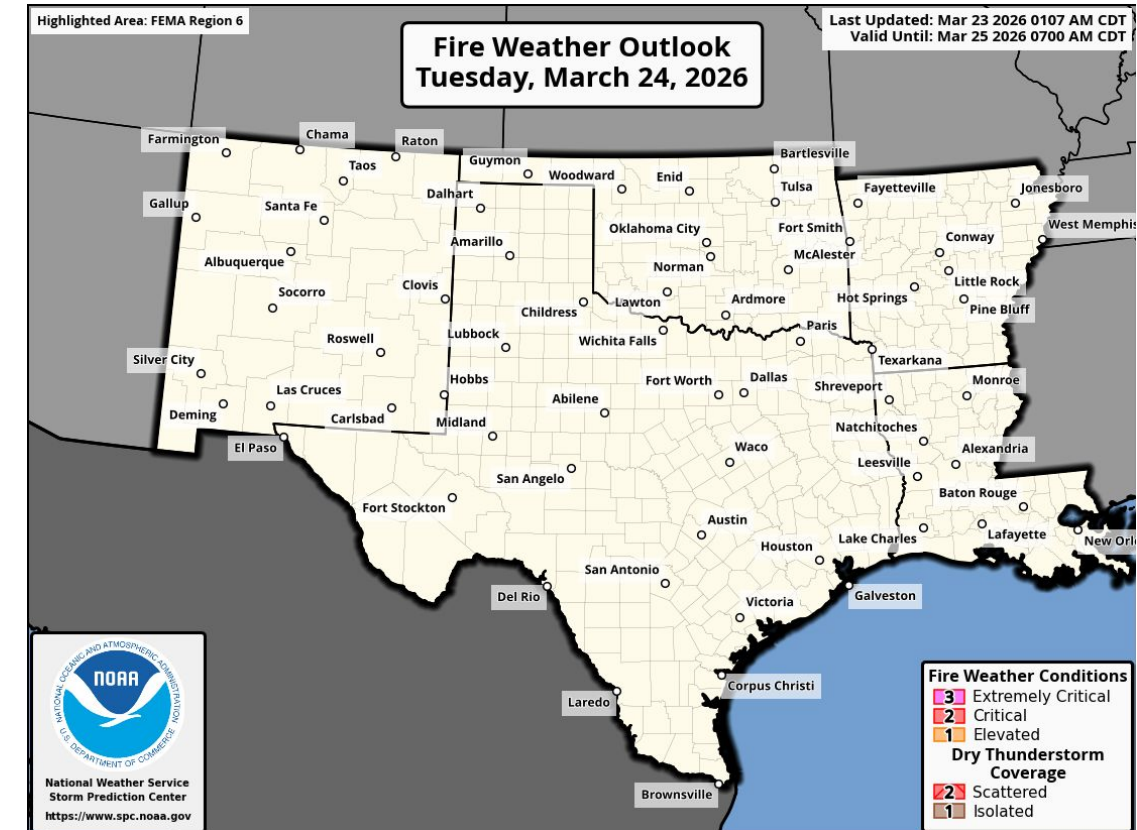 Highlighted Area: FEMA Region 6
Last Updated: Mar 23 2026 0107 AM CDT
Valid Until: Mar 25 2026 0700 AM CDT
Fire Weather Outlook
Tuesday, March 24, 2026
Farmington
Chama
Raton
Taos
Guymon
Woodward
Enid
Bartlesville
Tulsa
Fayetteville
Jonesboro
Gallup
Santa Fe
Dalhart
Albuquerque
Amarillo
Oklahoma City
Fort Smith
Norman
McAlester
Conway
West Memphis
Socorro
Clovis
Childress
Lawton
Ardmore
Hot Springs
Little Rock
Pine Bluff
Roswell
Lubbock
Wichita Falls
Paris
Texarkana
Silver City
Las Cruces
Hobbs
Fort Worth
Dallas
Shreveport
Monroe
Deming
Carlsbad
Midland
Abilene
Natchitoches
El Paso
San Angelo
Waco
Leesville
Alexandria
Fort Stockton
Austin
Baton Rouge
Houston
Lake Charles
Lafayette
New Orl
San Antonio
Del Rio
Victoria
Galveston
Laredo
Corpus Christi
Brownsville
NATIONAL OCEANIC AND ATMOSPHERIC ADMINISTRATION
NOAA
U.S. DEPARTMENT OF COMMERCE
National Weather Service
Storm Prediction Center
https://www.spc.noaa.gov
Fire Weather Conditions
3 Extremely Critical
2 Critical
1 Elevated
Dry Thunderstorm
Coverage
2 Scattered
1 Isolated